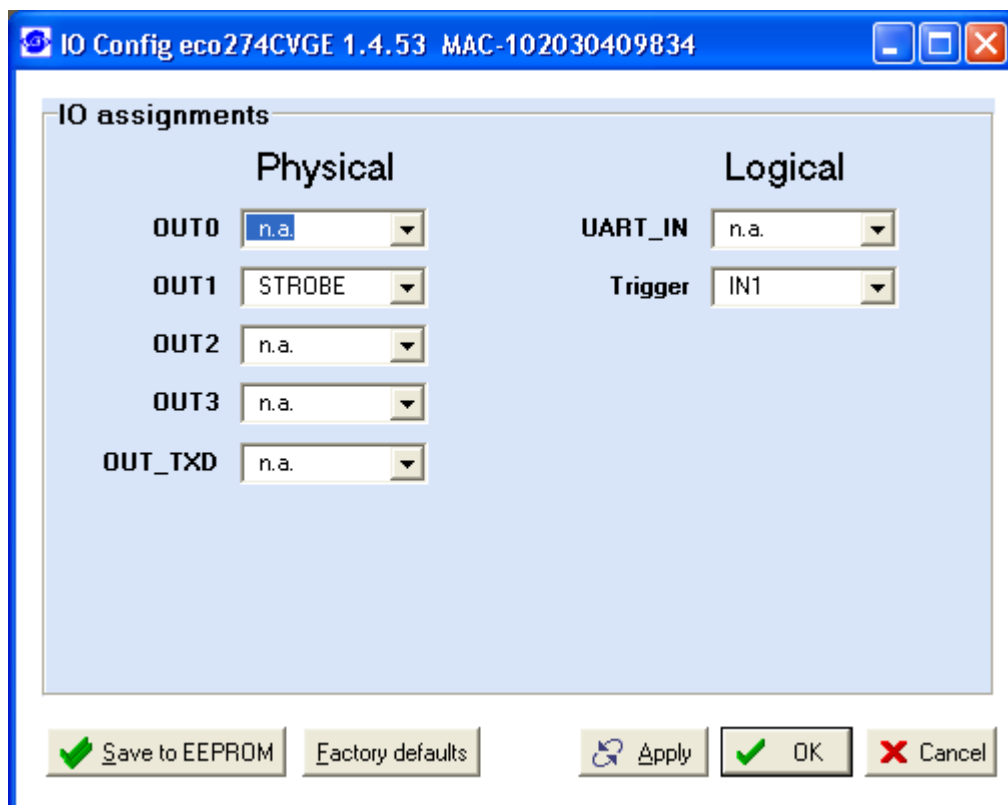 IO Config eco274CVGE 1.4.53 MAC-102030409834
IO assignments
Physical
Logical
OUT0 n.a.
UART_IN n.a.
OUT1 STROBE
Trigger IN1
OUT2 n.a.
OUT3 n.a.
OUT_TXD n.a.
Save to EEPROM
Factory defaults
Apply
OK
Cancel